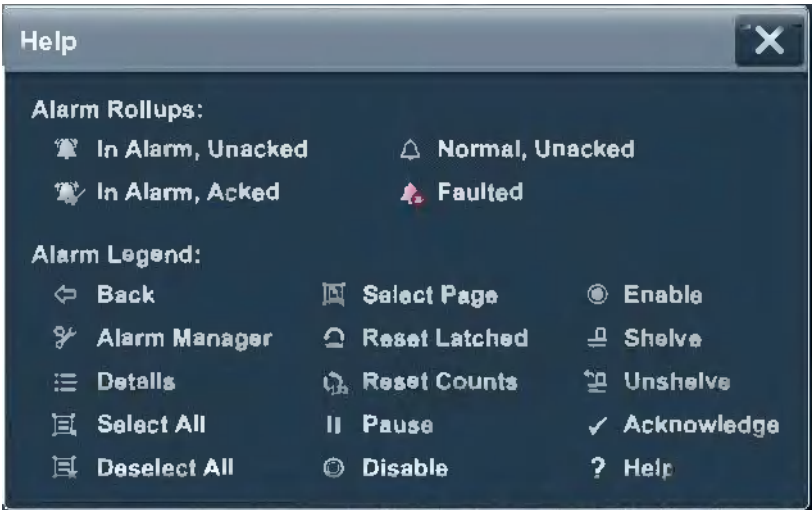 Help
Alarm Rollups:
In Alarm, Unacked
Normal, Unacked
In Alarm, Acked
Faulted
Alarm Legend:
Back
Select Page
Enable
Alarm Manager
Reset Latched
Shelve
Details
Reset Counts
Unshelve
Select All
Pause
Acknowledge
Deselect All
Disable
? Help